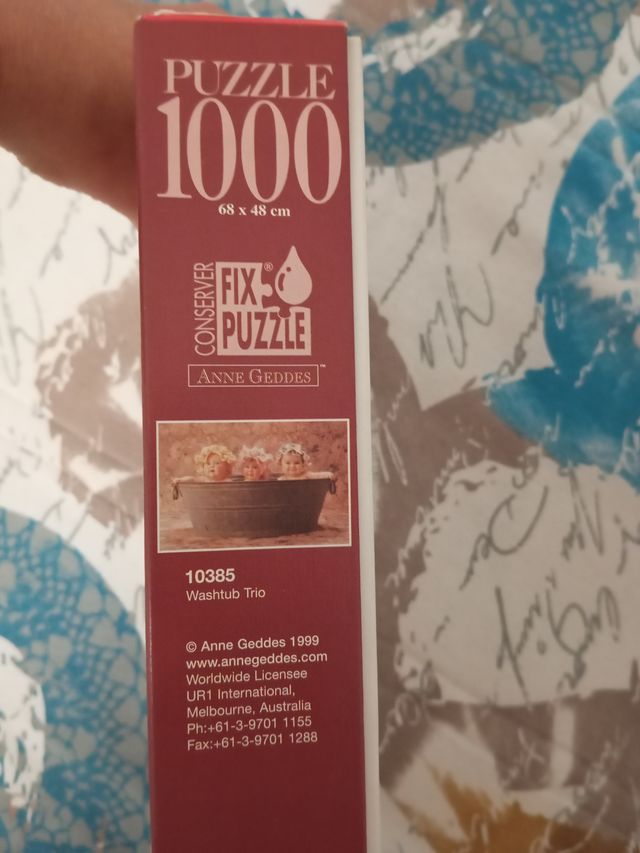 PUZZLE
1000
68 x 48 cm
CONSERVER
FIX ®
PUZZLE
ANNE GEDDES ™
10385
Washtub Trio
© Anne Geddes 1999
www.annegeddes.com
Worldwide Licensee
UR1 International,
Melbourne, Australia
Ph:+61-3-9701 1155
Fax:+61-3-9701 1288